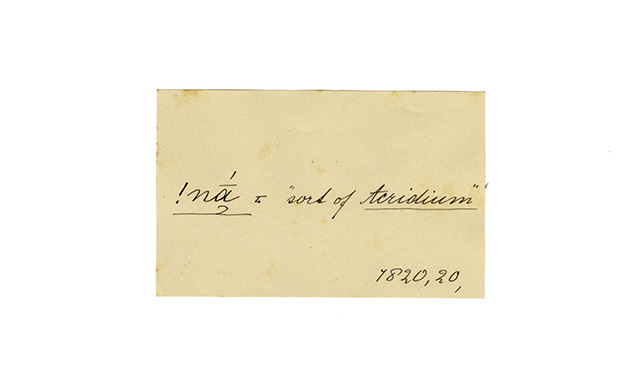 !nā́ = "sort of Acridium"
1820,20,